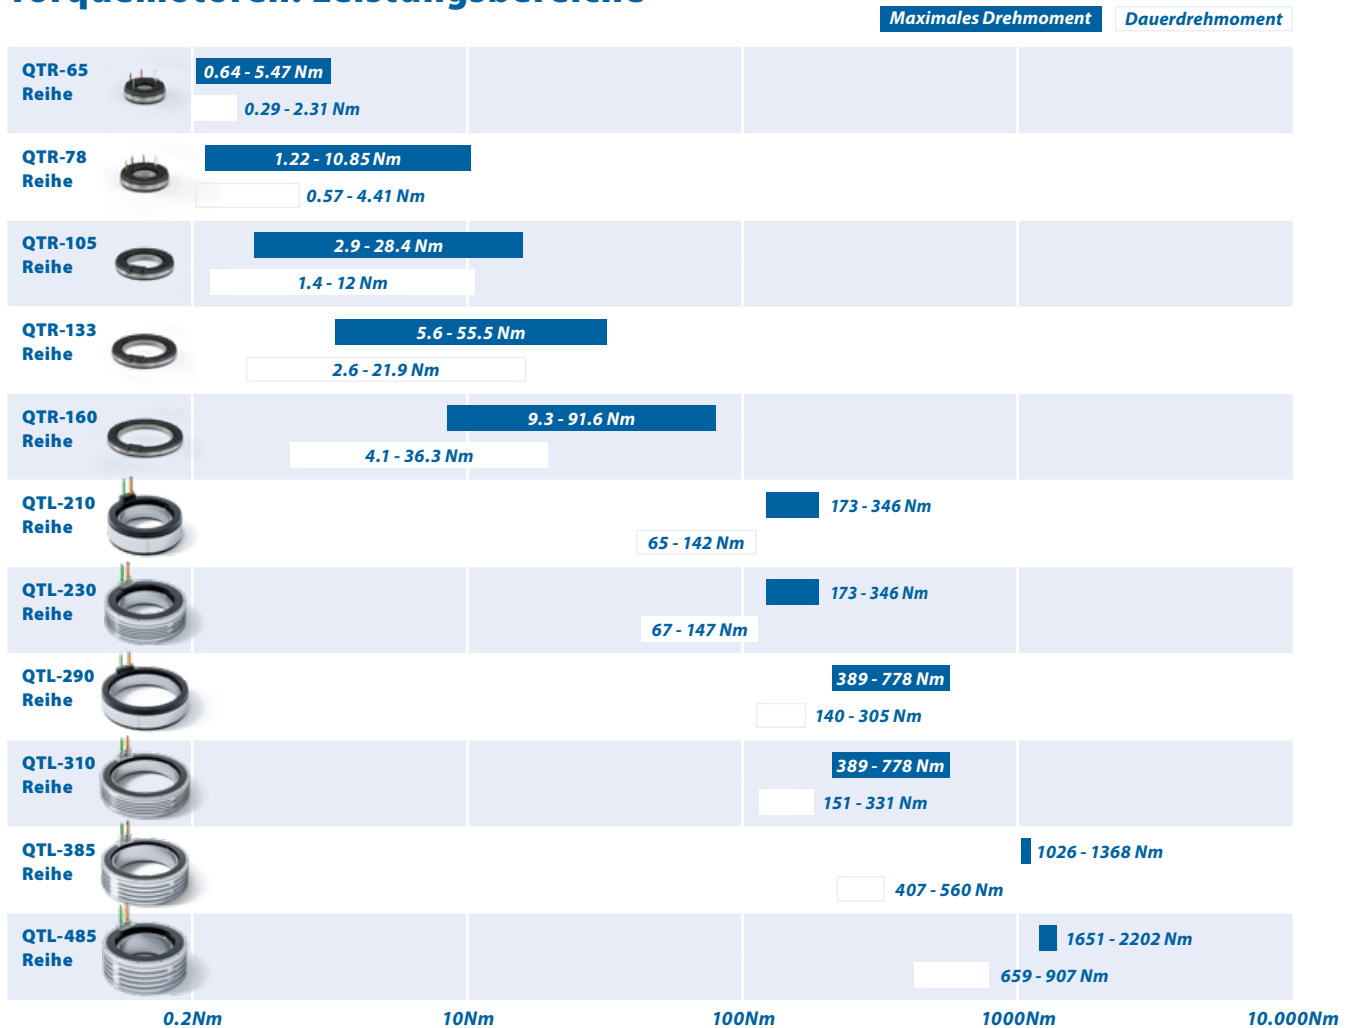 Torquemotoren: Leistungsbereiche
Maximales Drehmoment
Dauerdrehmoment
QTR-65
Reihe
0.64 - 5.47 Nm
0.29 - 2.31 Nm
QTR-78
Reihe
1.22 - 10.85 Nm
0.57 - 4.41 Nm
QTR-105
Reihe
2.9 - 28.4 Nm
1.4 - 12 Nm
QTR-133
Reihe
5.6 - 55.5 Nm
2.6 - 21.9 Nm
QTR-160
Reihe
9.3 - 91.6 Nm
4.1 - 36.3 Nm
QTL-210
Reihe
173 - 346 Nm
65 - 142 Nm
QTL-230
Reihe
173 - 346 Nm
67 - 147 Nm
QTL-290
Reihe
389 - 778 Nm
140 - 305 Nm
QTL-310
Reihe
389 - 778 Nm
151 - 331 Nm
QTL-385
Reihe
1026 - 1368 Nm
407 - 560 Nm
QTL-485
Reihe
1651 - 2202 Nm
659 - 907 Nm
0.2Nm
10Nm
100Nm
1000Nm
10.000Nm